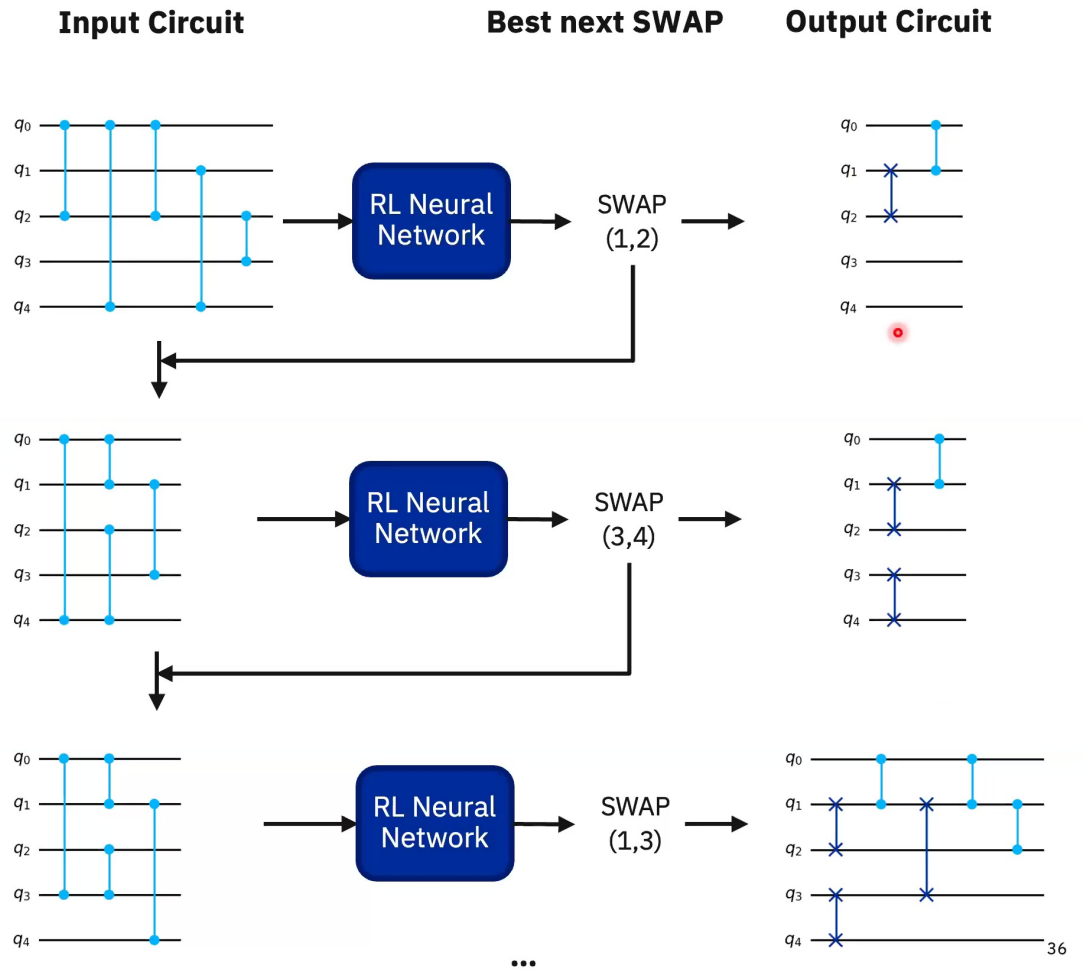 Input Circuit
Best next SWAP
Output Circuit
q0
q1
q2
q3
q4
RL Neural
Network
SWAP
(1,2)
q0
q1
q2
q3
q4
q0
q1
q2
q3
q4
RL Neural
Network
SWAP
(3,4)
q0
q1
q2
q3
q4
q0
q1
q2
q3
q4
RL Neural
Network
SWAP
(1,3)
q0
q1
q2
q3
q4
...
36